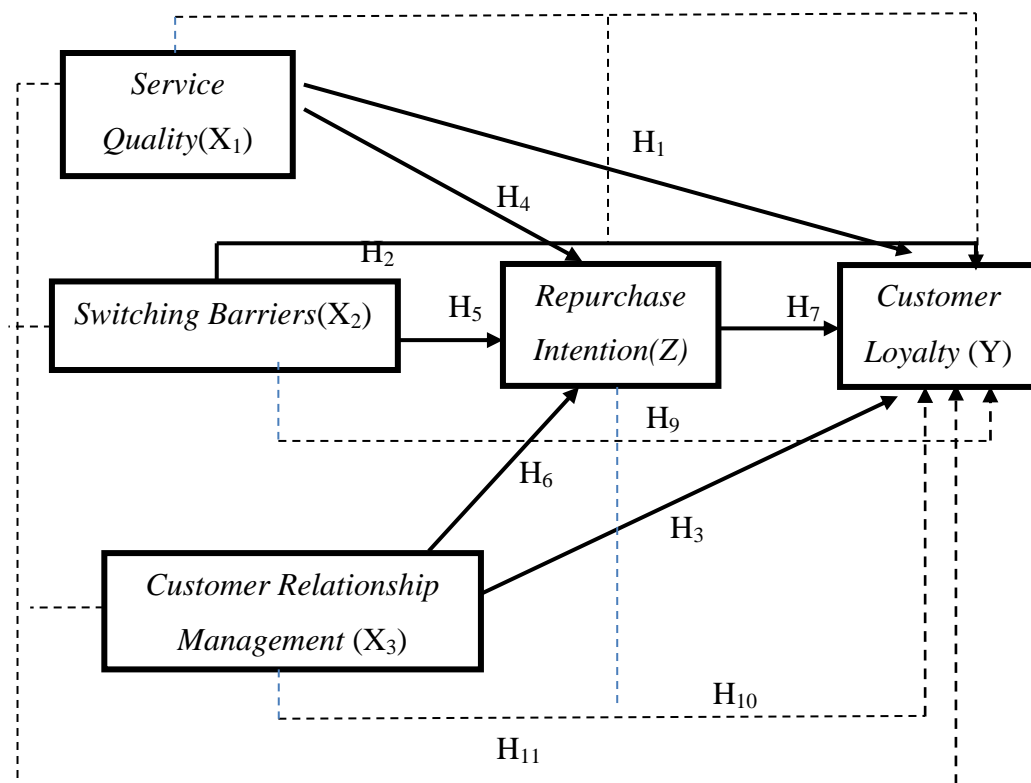 Service
Quality(X₁)
H₁
H₄
H₂
Switching Barriers(X₂)
H₅
Repurchase
Intention(Z)
H₇
Customer
Loyalty (Y)
H₉
H₆
H₃
Customer Relationship
Management (X₃)
H₁₀
H₁₁